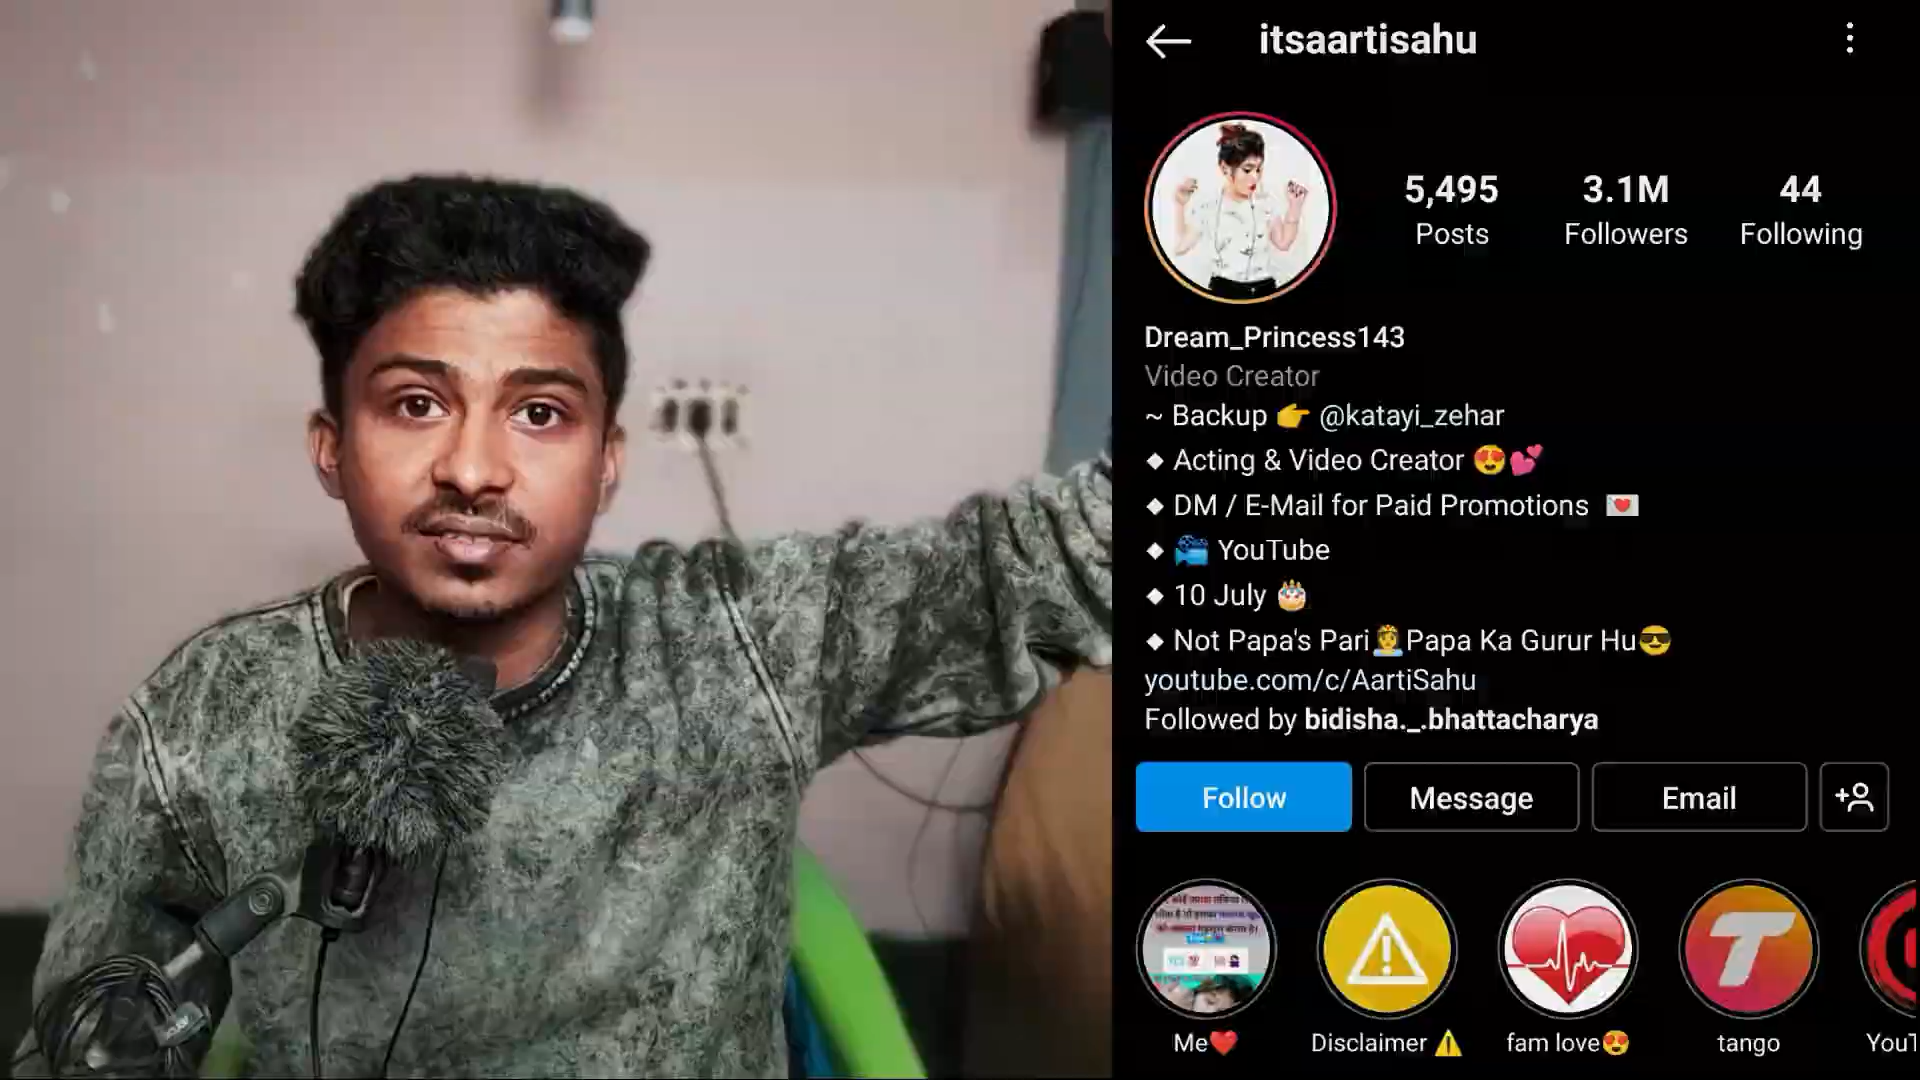 itsaartisahu
5,495
Posts
3.1M
Followers
44
Following
Dream_Princess143
Video Creator
~ Backup 👉 @katayi_zehar
◆ Acting & Video Creator 😍💕
◆ DM / E-Mail for Paid Promotions 💌
◆ 📽️ YouTube
◆ 10 July 🎂
◆ Not Papa's Pari👸Papa Ka Gurur Hu😎
youtube.com/c/AartiSahu
Followed by bidisha._.bhattacharya
Follow
Message
Email
T
Me❤️
Disclaimer ⚠️
fam love😍
tango